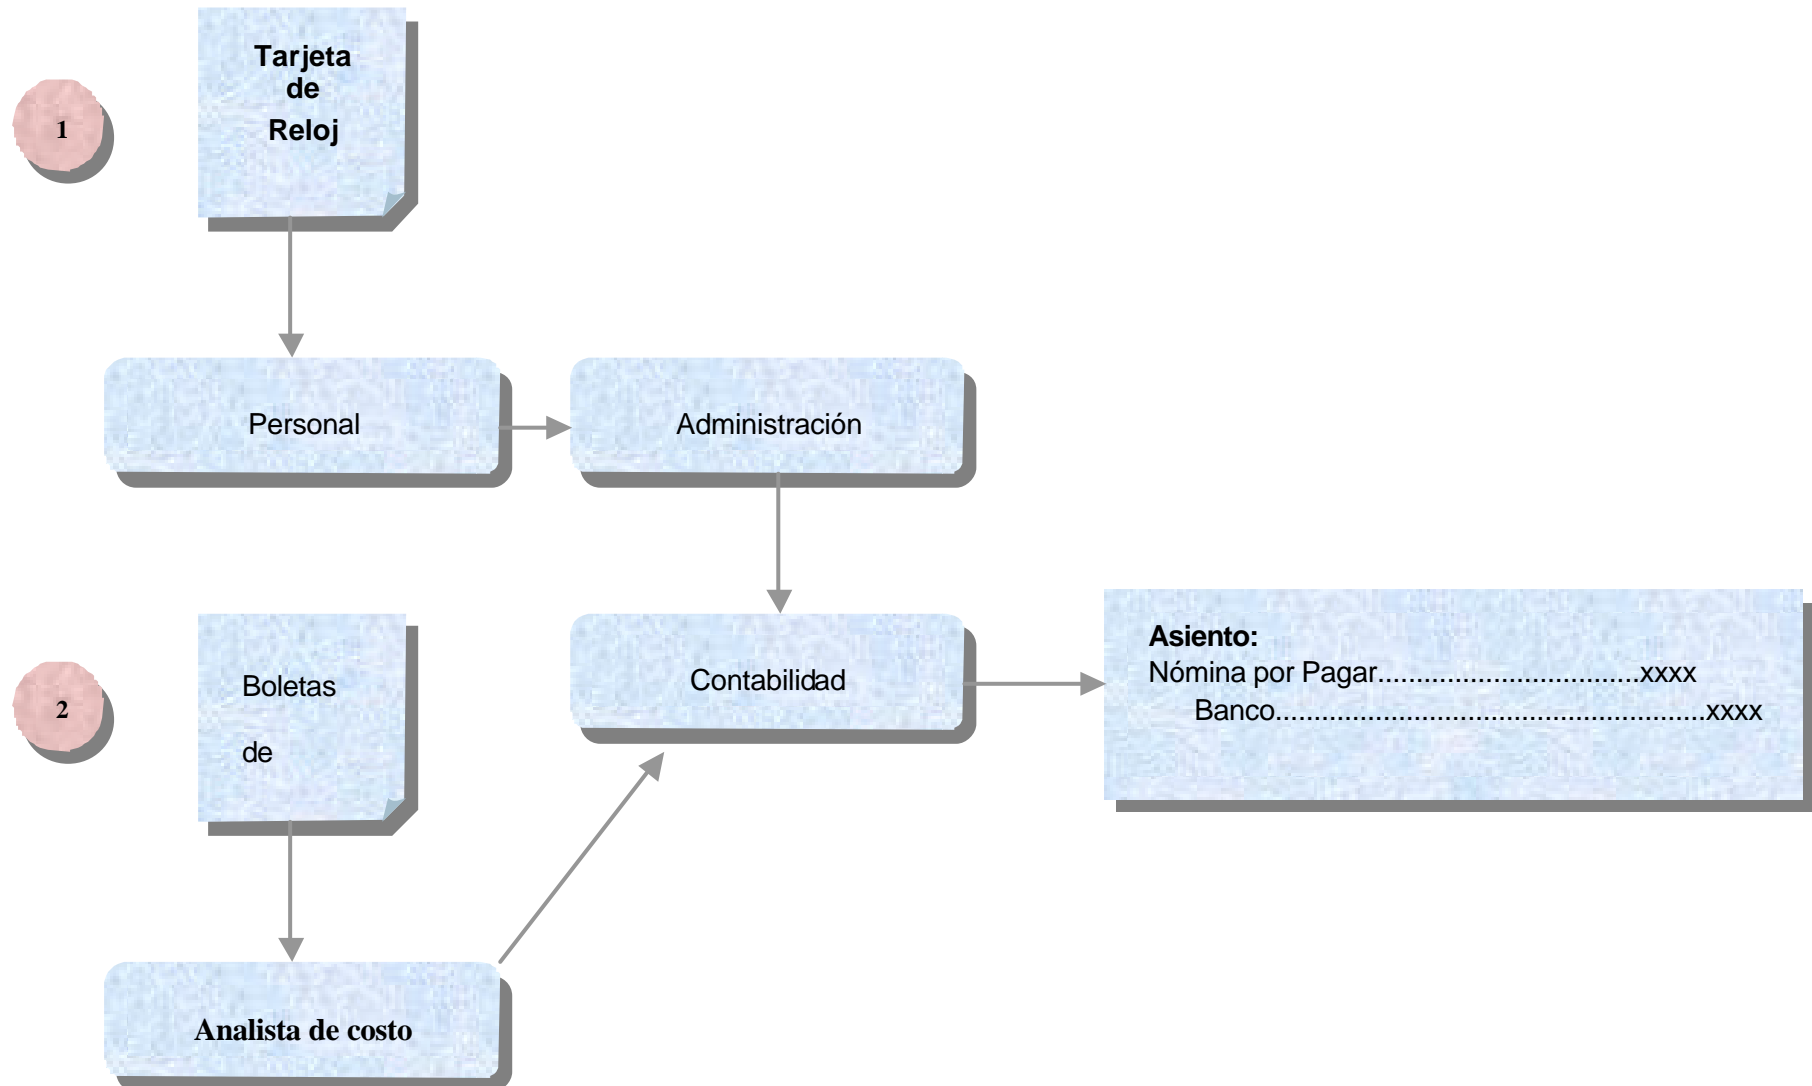 1
Tarjeta
de
Reloj
Personal
Administración
2
Boletas
de
Contabilidad
Asiento:
Nómina por Pagar..................................xxxx
Banco........................................................xxxx
Analista de costo